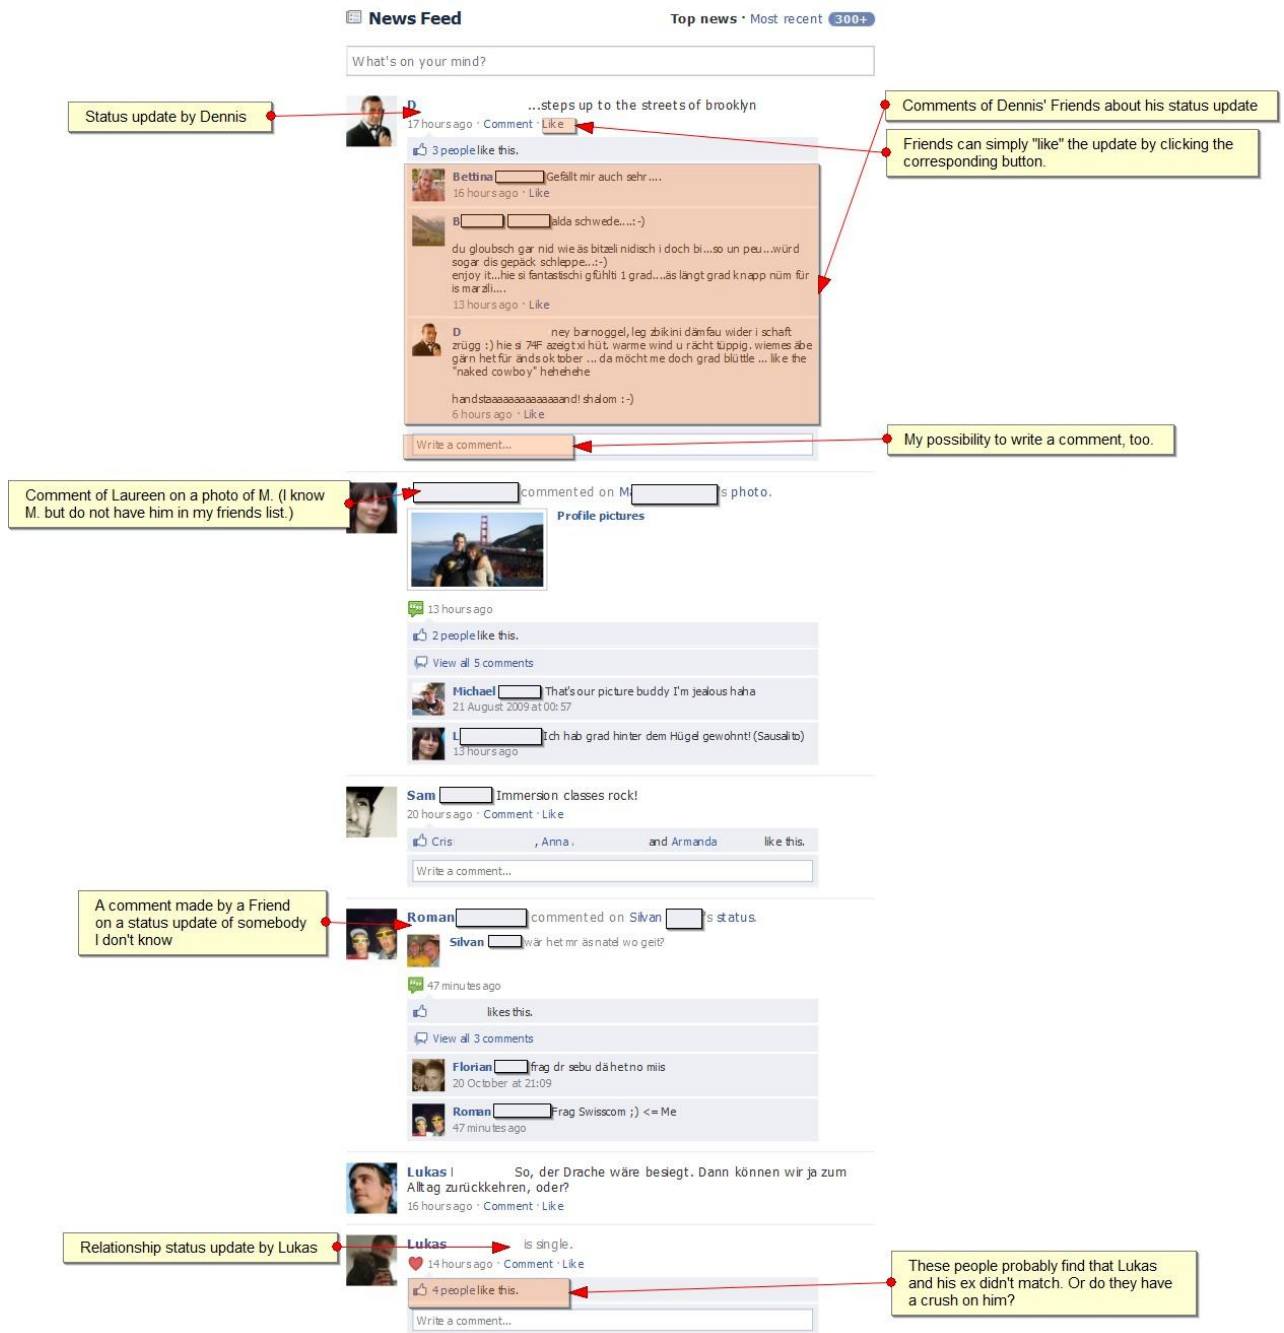 News Feed
Top news · Most recent 300+
What's on your mind?
Status update by Dennis
D ...steps up to the streets of brooklyn
17 hours ago · Comment · Like
Comments of Dennis' Friends about his status update
Friends can simply "like" the update by clicking the
corresponding button.
3 people like this.
Bettina Gefällt mir auch sehr....
16 hours ago · Like
B alda schwede....:-)
du gloubsch gar nid wie äs bitzeli nidisch i doch bi...so un peu...würd
sogar dis gepäck schleppe...:-)
enjoy it...hie si fantastischi gfühlti 1 grad....äs längt grad knapp nüm für
is marzili....
13 hours ago · Like
D ney barnoggel, leg zbikini dämfau wider i schaft
zrügg :) hie si 74F azeigt xi hüt. warme wind u rächt tüppig. wiemes äbe
gärn het für änds oktober ... da möcht me doch grad blüttle ... like the
"naked cowboy" hehehehe
handstaaaaaaaaaaaaand! shalom :-)
6 hours ago · Like
Write a comment...
My possibility to write a comment, too.
Comment of Laureen on a photo of M. (I know
M. but do not have him in my friends list.)
commented on Ma 's photo.
Profile pictures
13 hours ago
2 people like this.
View all 5 comments
Michael That's our picture buddy I'm jealous haha
21 August 2009 at 00:57
L Ich hab grad hinter dem Hügel gewohnt! (Sausalito)
13 hours ago
Sam Immersion classes rock!
20 hours ago · Comment · Like
Cris , Anna and Armanda like this.
Write a comment...
A comment made by a Friend
on a status update of somebody
I don't know
Roman commented on Silvan 's status.
Silvan wär het mr äs natel wo geit?
47 minutes ago
likes this.
View all 3 comments
Florian frag dr sebu dä het no miis
20 October at 21:09
Roman Frag Swisscom ;) <= Me
47 minutes ago
Lukas So, der Drache wäre besiegt. Dann können wir ja zum
Alltag zurückkehren, oder?
16 hours ago · Comment · Like
Relationship status update by Lukas
Lukas is single.
14 hours ago · Comment · Like
4 people like this.
These people probably find that Lukas
and his ex didn't match. Or do they have
a crush on him?
Write a comment...